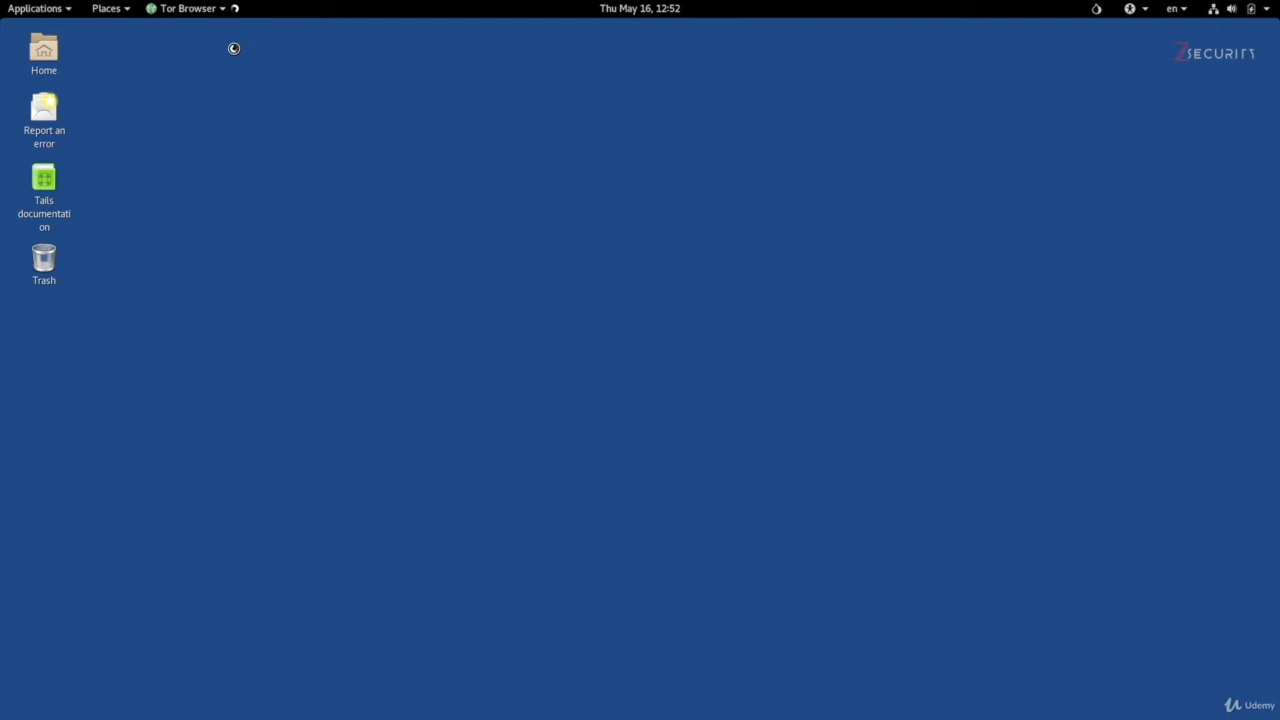 Applications
Places
Tor Browser
Thu May 16, 12:52
en
Home
Report an
error
Tails
documentati
on
Trash
ZSECURITY
Udemy